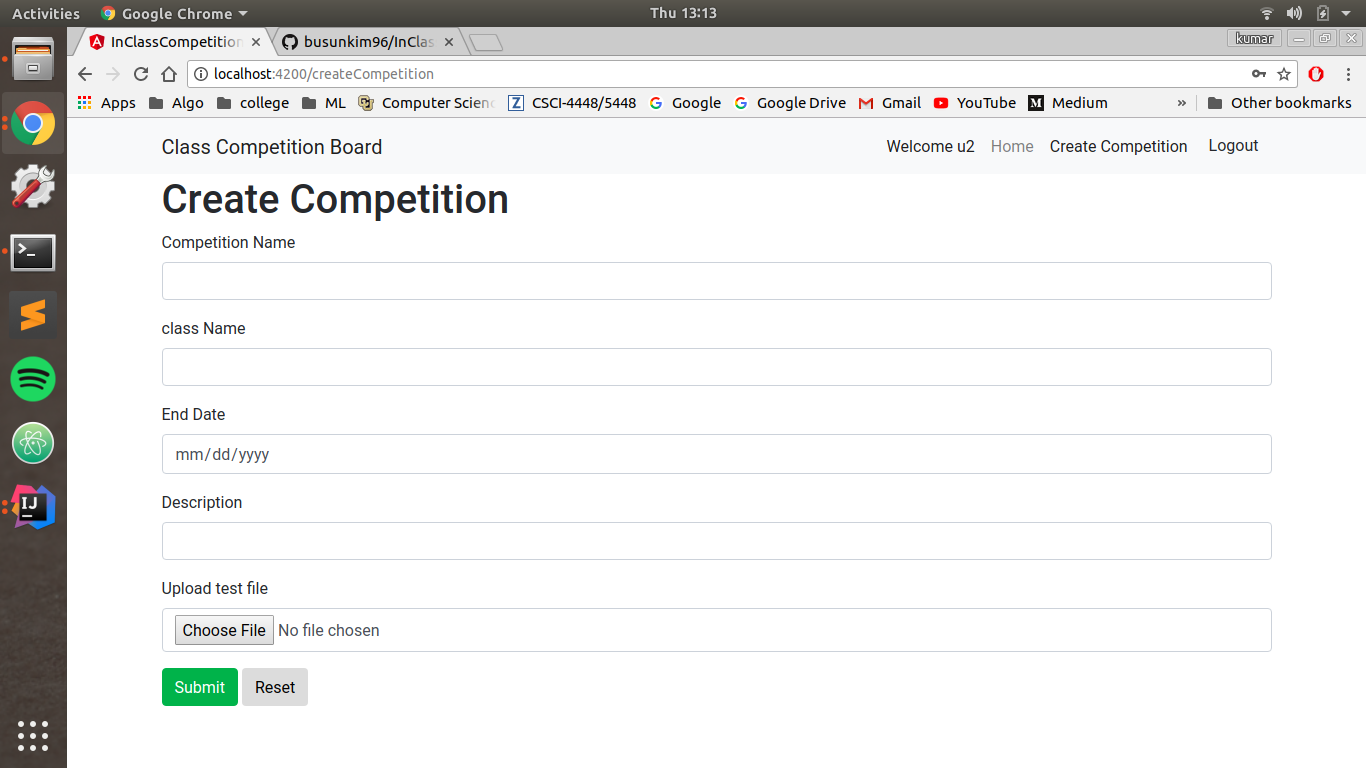 Activities Google Chrome Thu 13:13
InClassCompetition busunkim96/InClas kumar
localhost:4200/createCompetition
Apps Algo college ML Computer Scienc CSCI-4448/5448 Google Google Drive Gmail YouTube Medium » Other bookmarks
Class Competition Board Welcome u2 Home Create Competition Logout
Create Competition
Competition Name
class Name
End Date
mm/dd/yyyy
Description
Upload test file
Choose File No file chosen
Submit Reset